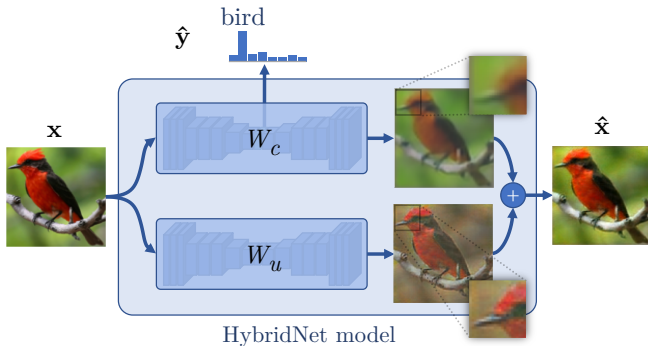 bird
ŷ
x
W_c
x̂
+
W_u
HybridNet model